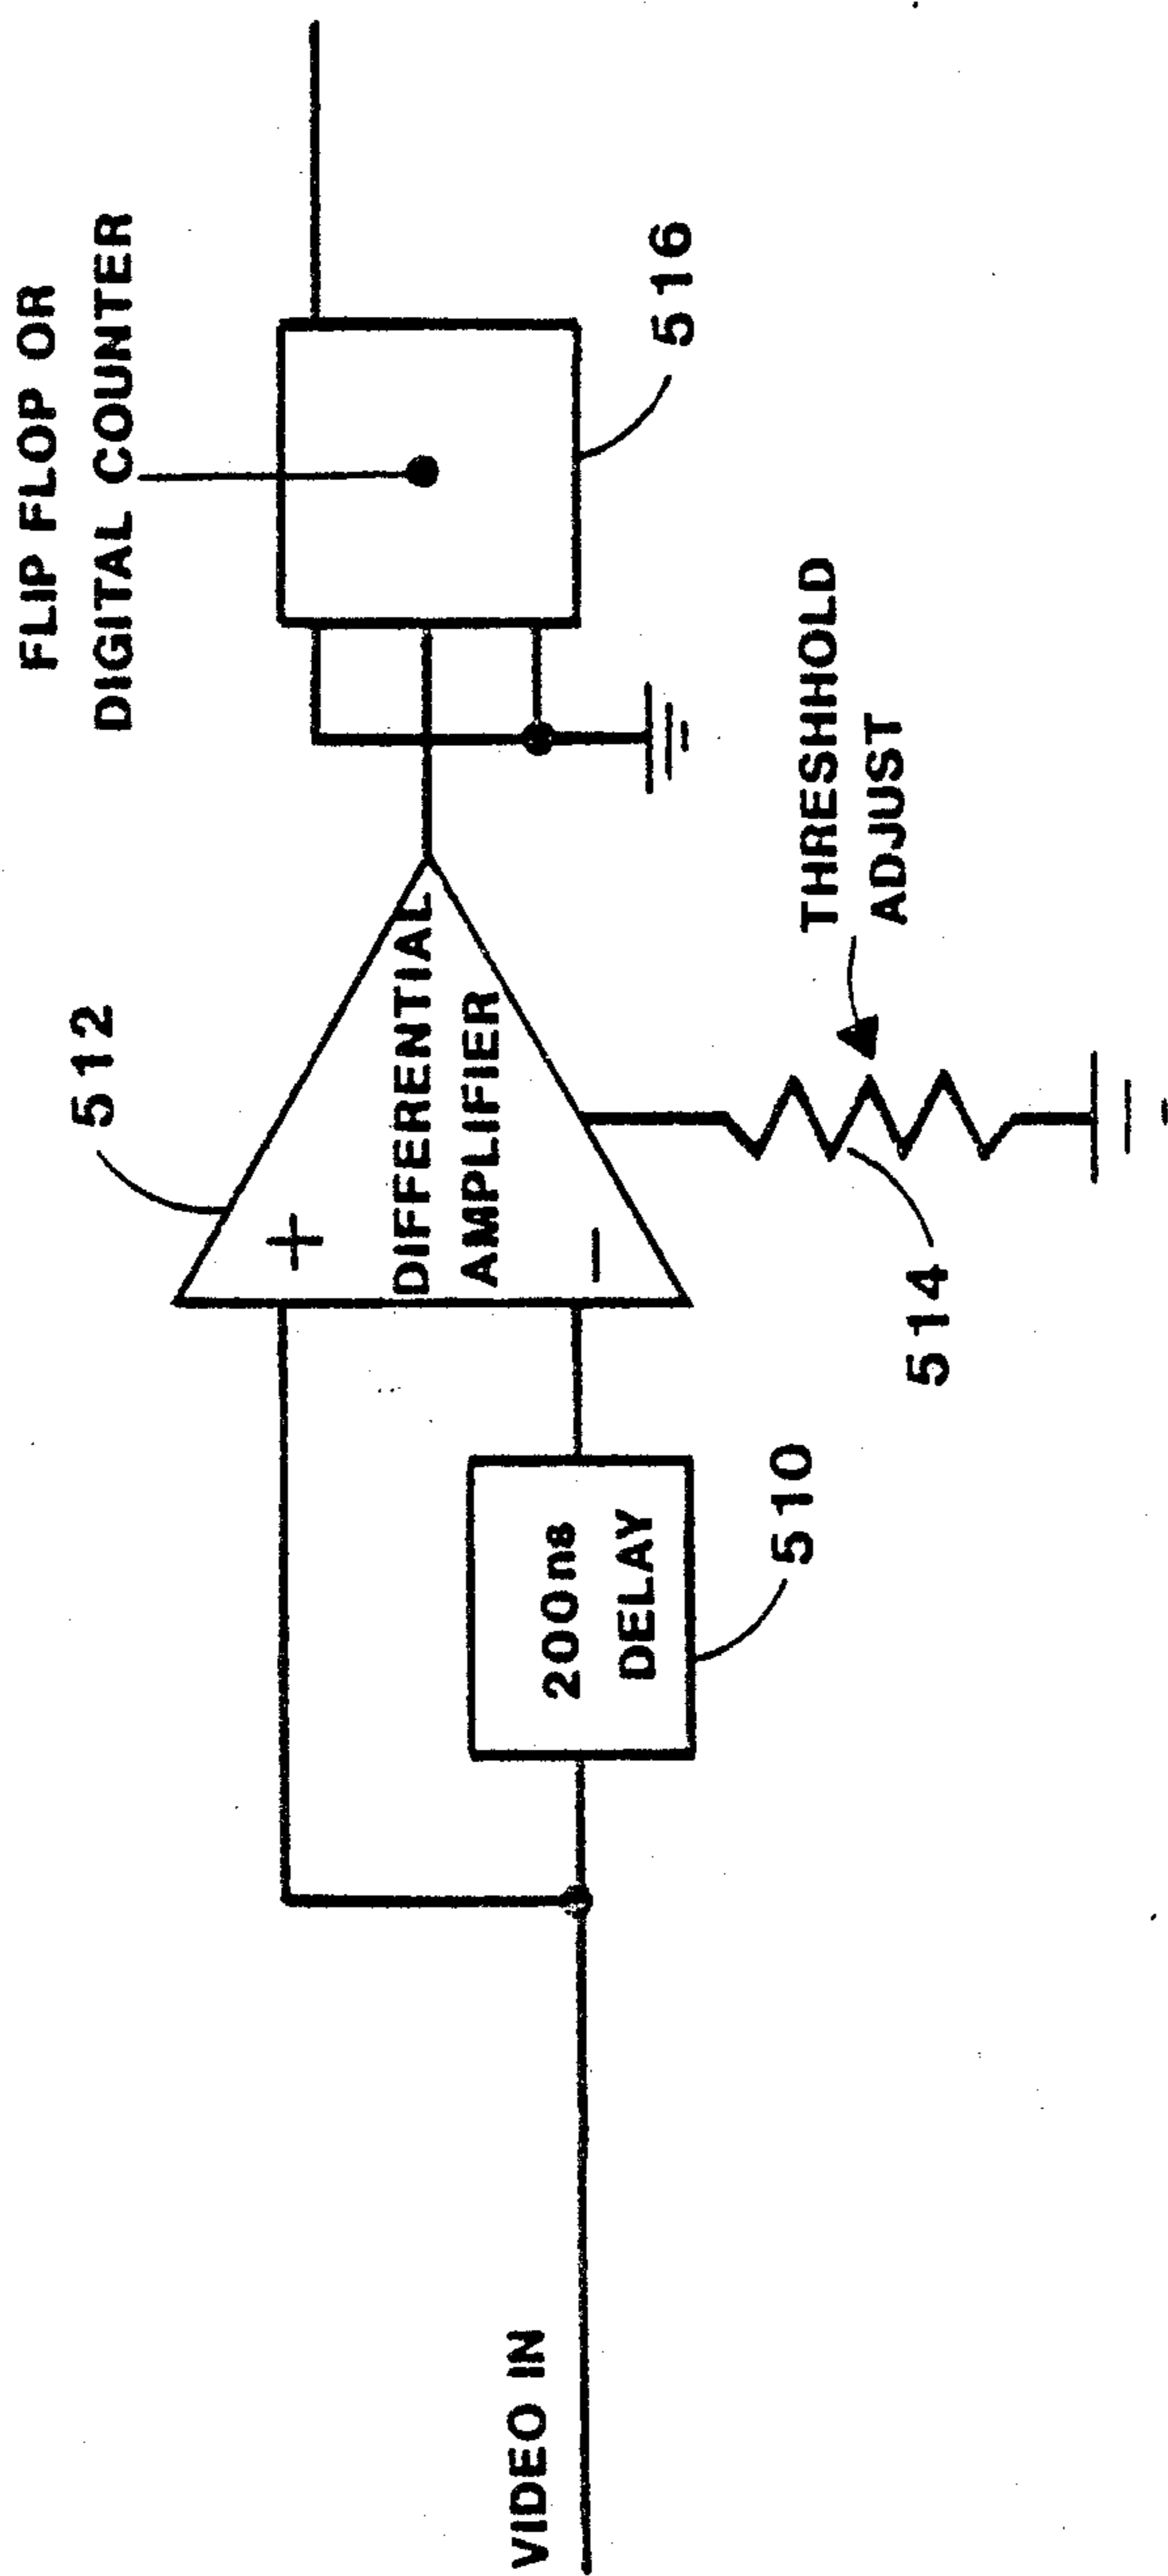 FLIP FLOP OR
DIGITAL COUNTER
512
+
DIFFERENTIAL
AMPLIFIER
−
516
THRESHHOLD
ADJUST
514
200ns
DELAY
510
VIDEO IN